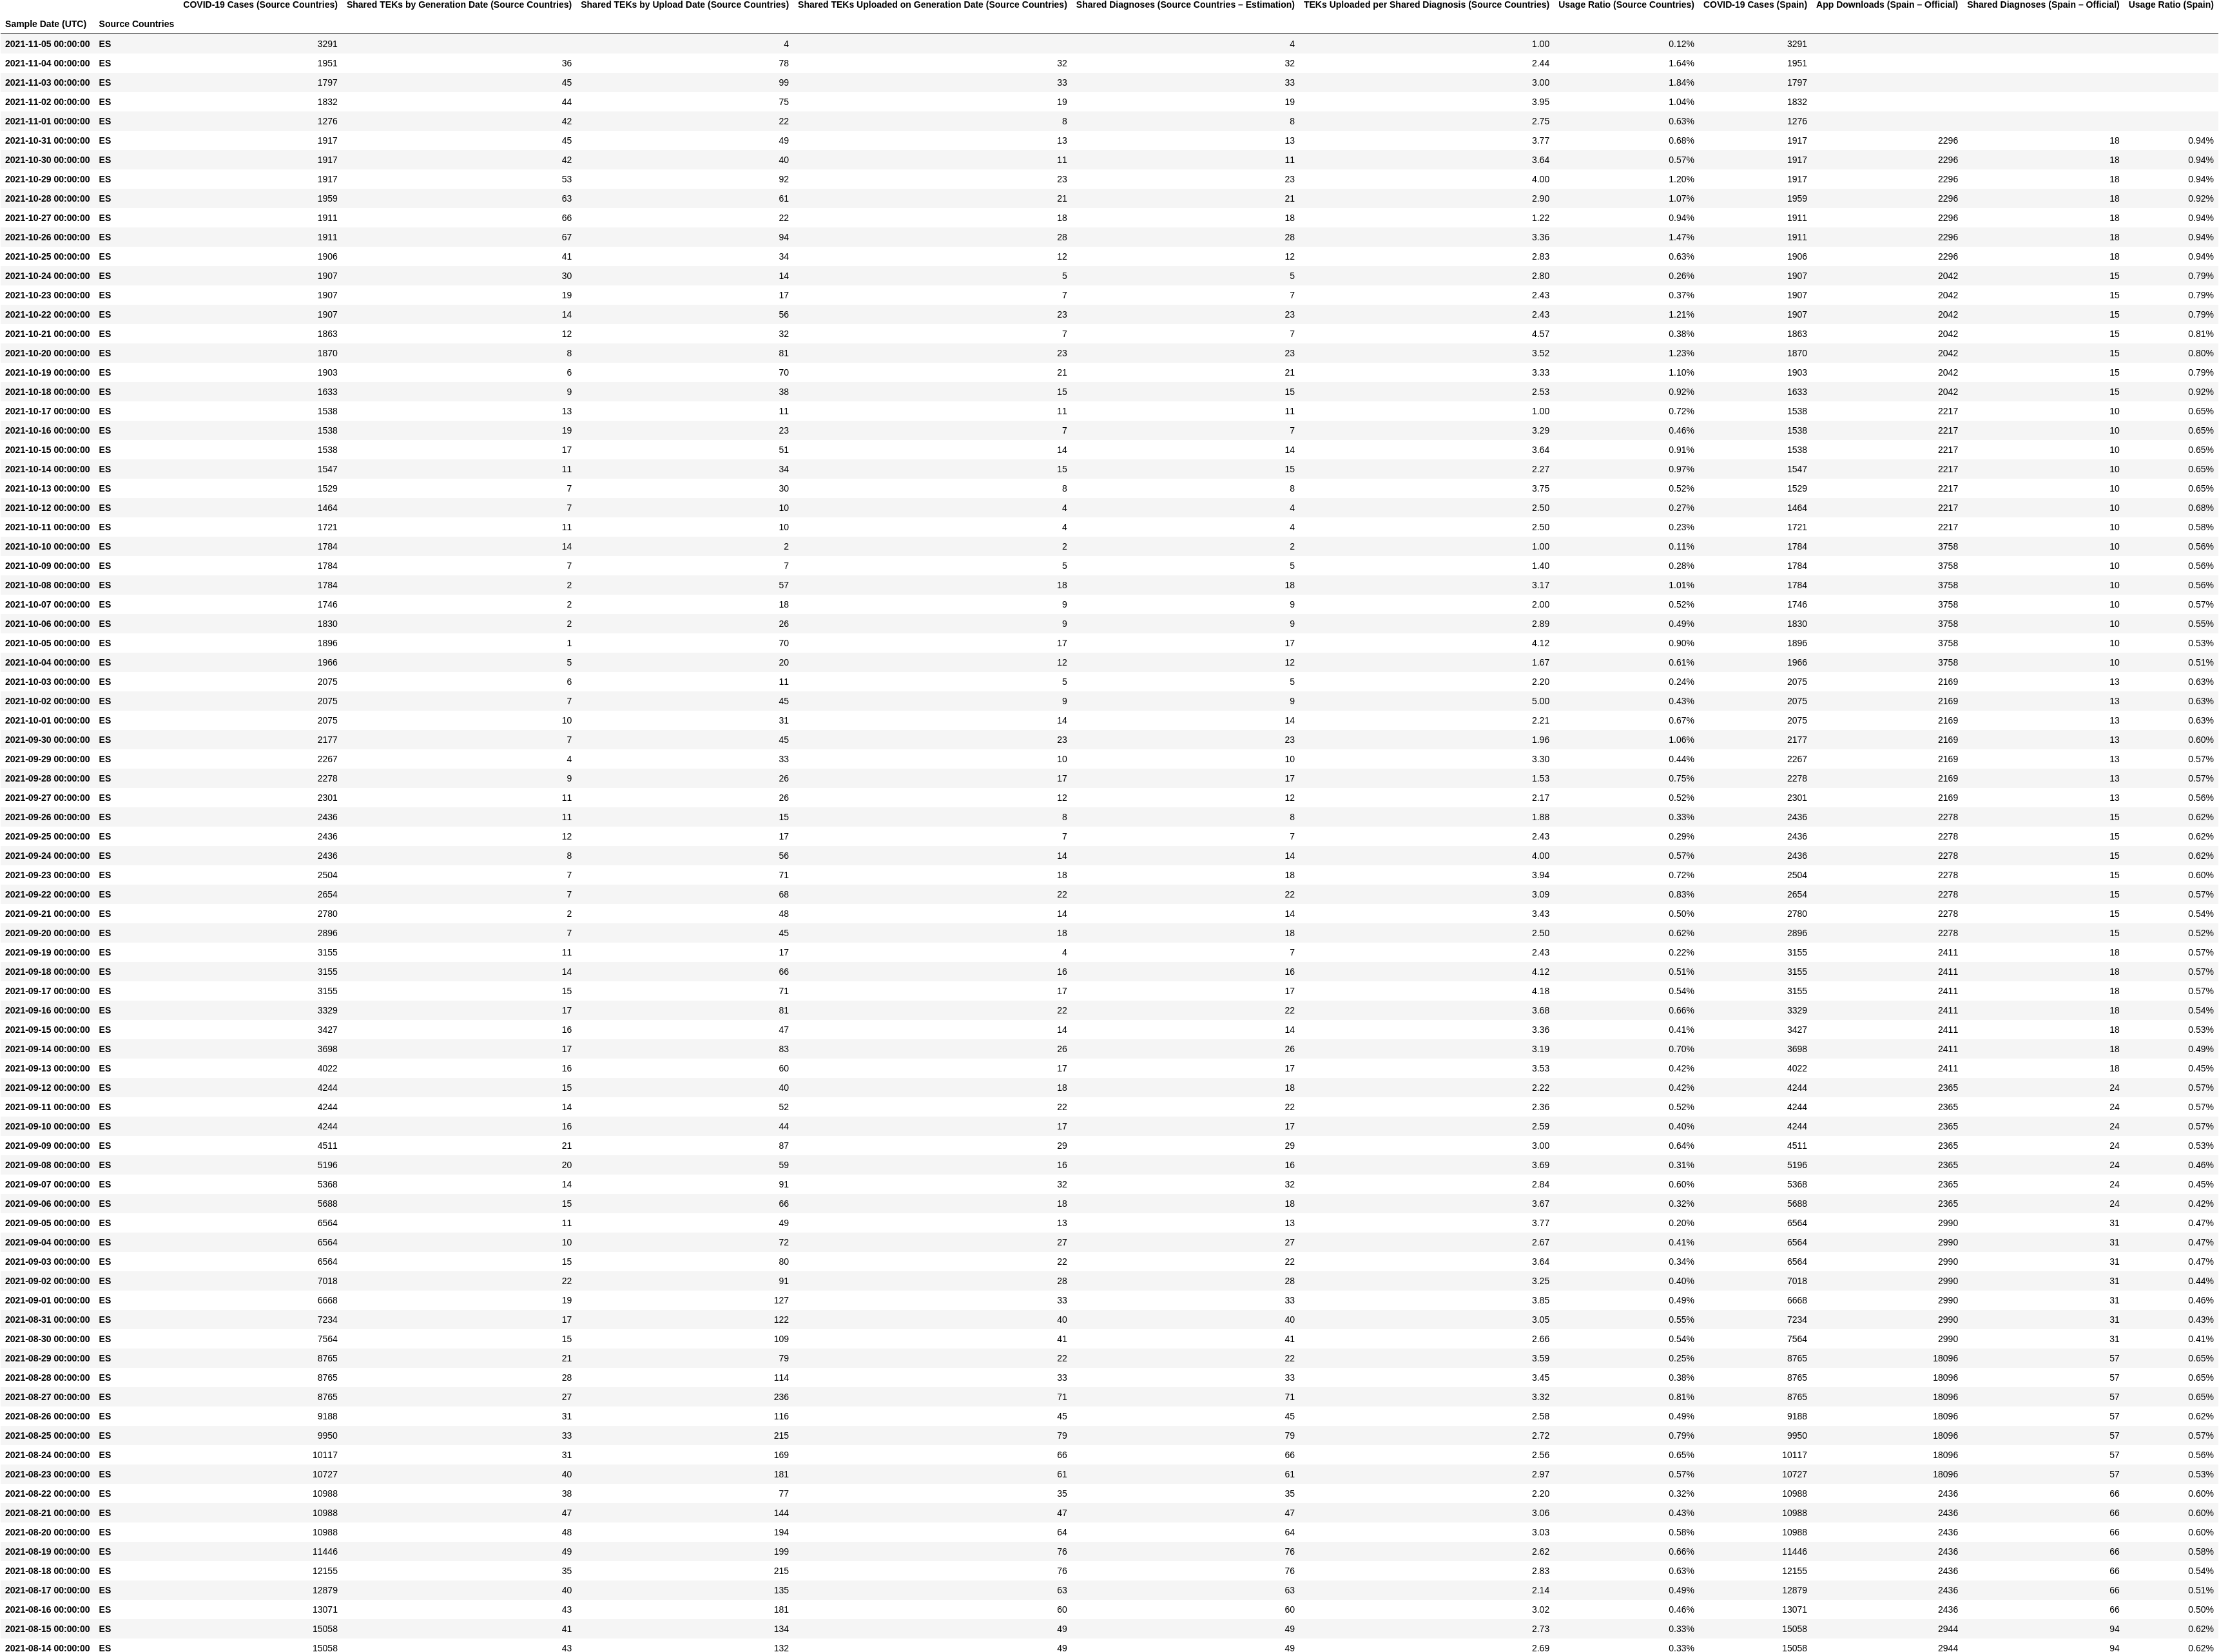 COVID-19 Cases (Source Countries) Shared TEKs by Generation Date (Source Countries) Shared TEKs by Upload Date (Source Countries) Shared TEKs Uploaded on Generation Date (Source Countries) Shared Diagnoses (Source Countries – Estimation) TEKs Uploaded per Shared Diagnosis (Source Countries) Usage Ratio (Source Countries) COVID-19 Cases (Spain) App Downloads (Spain – Official) Shared Diagnoses (Spain – Official) Usage Ratio (Spain)
Sample Date (UTC) Source Countries
2021-11-05 00:00:00 ES 3291 4 4 1.00 0.12% 3291
2021-11-04 00:00:00 ES 1951 36 78 32 32 2.44 1.64% 1951
2021-11-03 00:00:00 ES 1797 45 99 33 33 3.00 1.84% 1797
2021-11-02 00:00:00 ES 1832 44 75 19 19 3.95 1.04% 1832
2021-11-01 00:00:00 ES 1276 42 22 8 8 2.75 0.63% 1276
2021-10-31 00:00:00 ES 1917 45 49 13 13 3.77 0.68% 1917 2296 18 0.94%
2021-10-30 00:00:00 ES 1917 42 40 11 11 3.64 0.57% 1917 2296 18 0.94%
2021-10-29 00:00:00 ES 1917 53 92 23 23 4.00 1.20% 1917 2296 18 0.94%
2021-10-28 00:00:00 ES 1959 63 61 21 21 2.90 1.07% 1959 2296 18 0.92%
2021-10-27 00:00:00 ES 1911 66 22 18 18 1.22 0.94% 1911 2296 18 0.94%
2021-10-26 00:00:00 ES 1911 67 94 28 28 3.36 1.47% 1911 2296 18 0.94%
2021-10-25 00:00:00 ES 1906 41 34 12 12 2.83 0.63% 1906 2296 18 0.94%
2021-10-24 00:00:00 ES 1907 30 14 5 5 2.80 0.26% 1907 2042 15 0.79%
2021-10-23 00:00:00 ES 1907 19 17 7 7 2.43 0.37% 1907 2042 15 0.79%
2021-10-22 00:00:00 ES 1907 14 56 23 23 2.43 1.21% 1907 2042 15 0.79%
2021-10-21 00:00:00 ES 1863 12 32 7 7 4.57 0.38% 1863 2042 15 0.81%
2021-10-20 00:00:00 ES 1870 8 81 23 23 3.52 1.23% 1870 2042 15 0.80%
2021-10-19 00:00:00 ES 1903 6 70 21 21 3.33 1.10% 1903 2042 15 0.79%
2021-10-18 00:00:00 ES 1633 9 38 15 15 2.53 0.92% 1633 2042 15 0.92%
2021-10-17 00:00:00 ES 1538 13 11 11 11 1.00 0.72% 1538 2217 10 0.65%
2021-10-16 00:00:00 ES 1538 19 23 7 7 3.29 0.46% 1538 2217 10 0.65%
2021-10-15 00:00:00 ES 1538 17 51 14 14 3.64 0.91% 1538 2217 10 0.65%
2021-10-14 00:00:00 ES 1547 11 34 15 15 2.27 0.97% 1547 2217 10 0.65%
2021-10-13 00:00:00 ES 1529 7 30 8 8 3.75 0.52% 1529 2217 10 0.65%
2021-10-12 00:00:00 ES 1464 7 10 4 4 2.50 0.27% 1464 2217 10 0.68%
2021-10-11 00:00:00 ES 1721 11 10 4 4 2.50 0.23% 1721 2217 10 0.58%
2021-10-10 00:00:00 ES 1784 14 2 2 2 1.00 0.11% 1784 3758 10 0.56%
2021-10-09 00:00:00 ES 1784 7 7 5 5 1.40 0.28% 1784 3758 10 0.56%
2021-10-08 00:00:00 ES 1784 2 57 18 18 3.17 1.01% 1784 3758 10 0.56%
2021-10-07 00:00:00 ES 1746 2 18 9 9 2.00 0.52% 1746 3758 10 0.57%
2021-10-06 00:00:00 ES 1830 2 26 9 9 2.89 0.49% 1830 3758 10 0.55%
2021-10-05 00:00:00 ES 1896 1 70 17 17 4.12 0.90% 1896 3758 10 0.53%
2021-10-04 00:00:00 ES 1966 5 20 12 12 1.67 0.61% 1966 3758 10 0.51%
2021-10-03 00:00:00 ES 2075 6 11 5 5 2.20 0.24% 2075 2169 13 0.63%
2021-10-02 00:00:00 ES 2075 7 45 9 9 5.00 0.43% 2075 2169 13 0.63%
2021-10-01 00:00:00 ES 2075 10 31 14 14 2.21 0.67% 2075 2169 13 0.63%
2021-09-30 00:00:00 ES 2177 7 45 23 23 1.96 1.06% 2177 2169 13 0.60%
2021-09-29 00:00:00 ES 2267 4 33 10 10 3.30 0.44% 2267 2169 13 0.57%
2021-09-28 00:00:00 ES 2278 9 26 17 17 1.53 0.75% 2278 2169 13 0.57%
2021-09-27 00:00:00 ES 2301 11 26 12 12 2.17 0.52% 2301 2169 13 0.56%
2021-09-26 00:00:00 ES 2436 11 15 8 8 1.88 0.33% 2436 2278 15 0.62%
2021-09-25 00:00:00 ES 2436 12 17 7 7 2.43 0.29% 2436 2278 15 0.62%
2021-09-24 00:00:00 ES 2436 8 56 14 14 4.00 0.57% 2436 2278 15 0.62%
2021-09-23 00:00:00 ES 2504 7 71 18 18 3.94 0.72% 2504 2278 15 0.60%
2021-09-22 00:00:00 ES 2654 7 68 22 22 3.09 0.83% 2654 2278 15 0.57%
2021-09-21 00:00:00 ES 2780 2 48 14 14 3.43 0.50% 2780 2278 15 0.54%
2021-09-20 00:00:00 ES 2896 7 45 18 18 2.50 0.62% 2896 2278 15 0.52%
2021-09-19 00:00:00 ES 3155 11 17 4 7 2.43 0.22% 3155 2411 18 0.57%
2021-09-18 00:00:00 ES 3155 14 66 16 16 4.12 0.51% 3155 2411 18 0.57%
2021-09-17 00:00:00 ES 3155 15 71 17 17 4.18 0.54% 3155 2411 18 0.57%
2021-09-16 00:00:00 ES 3329 17 81 22 22 3.68 0.66% 3329 2411 18 0.54%
2021-09-15 00:00:00 ES 3427 16 47 14 14 3.36 0.41% 3427 2411 18 0.53%
2021-09-14 00:00:00 ES 3698 17 83 26 26 3.19 0.70% 3698 2411 18 0.49%
2021-09-13 00:00:00 ES 4022 16 60 17 17 3.53 0.42% 4022 2411 18 0.45%
2021-09-12 00:00:00 ES 4244 15 40 18 18 2.22 0.42% 4244 2365 24 0.57%
2021-09-11 00:00:00 ES 4244 14 52 22 22 2.36 0.52% 4244 2365 24 0.57%
2021-09-10 00:00:00 ES 4244 16 44 17 17 2.59 0.40% 4244 2365 24 0.57%
2021-09-09 00:00:00 ES 4511 21 87 29 29 3.00 0.64% 4511 2365 24 0.53%
2021-09-08 00:00:00 ES 5196 20 59 16 16 3.69 0.31% 5196 2365 24 0.46%
2021-09-07 00:00:00 ES 5368 14 91 32 32 2.84 0.60% 5368 2365 24 0.45%
2021-09-06 00:00:00 ES 5688 15 66 18 18 3.67 0.32% 5688 2365 24 0.42%
2021-09-05 00:00:00 ES 6564 11 49 13 13 3.77 0.20% 6564 2990 31 0.47%
2021-09-04 00:00:00 ES 6564 10 72 27 27 2.67 0.41% 6564 2990 31 0.47%
2021-09-03 00:00:00 ES 6564 15 80 22 22 3.64 0.34% 6564 2990 31 0.47%
2021-09-02 00:00:00 ES 7018 22 91 28 28 3.25 0.40% 7018 2990 31 0.44%
2021-09-01 00:00:00 ES 6668 19 127 33 33 3.85 0.49% 6668 2990 31 0.46%
2021-08-31 00:00:00 ES 7234 17 122 40 40 3.05 0.55% 7234 2990 31 0.43%
2021-08-30 00:00:00 ES 7564 15 109 41 41 2.66 0.54% 7564 2990 31 0.41%
2021-08-29 00:00:00 ES 8765 21 79 22 22 3.59 0.25% 8765 18096 57 0.65%
2021-08-28 00:00:00 ES 8765 28 114 33 33 3.45 0.38% 8765 18096 57 0.65%
2021-08-27 00:00:00 ES 8765 27 236 71 71 3.32 0.81% 8765 18096 57 0.65%
2021-08-26 00:00:00 ES 9188 31 116 45 45 2.58 0.49% 9188 18096 57 0.62%
2021-08-25 00:00:00 ES 9950 33 215 79 79 2.72 0.79% 9950 18096 57 0.57%
2021-08-24 00:00:00 ES 10117 31 169 66 66 2.56 0.65% 10117 18096 57 0.56%
2021-08-23 00:00:00 ES 10727 40 181 61 61 2.97 0.57% 10727 18096 57 0.53%
2021-08-22 00:00:00 ES 10988 38 77 35 35 2.20 0.32% 10988 2436 66 0.60%
2021-08-21 00:00:00 ES 10988 47 144 47 47 3.06 0.43% 10988 2436 66 0.60%
2021-08-20 00:00:00 ES 10988 48 194 64 64 3.03 0.58% 10988 2436 66 0.60%
2021-08-19 00:00:00 ES 11446 49 199 76 76 2.62 0.66% 11446 2436 66 0.58%
2021-08-18 00:00:00 ES 12155 35 215 76 76 2.83 0.63% 12155 2436 66 0.54%
2021-08-17 00:00:00 ES 12879 40 135 63 63 2.14 0.49% 12879 2436 66 0.51%
2021-08-16 00:00:00 ES 13071 43 181 60 60 3.02 0.46% 13071 2436 66 0.50%
2021-08-15 00:00:00 ES 15058 41 134 49 49 2.73 0.33% 15058 2944 94 0.62%
2021-08-14 00:00:00 ES 15058 43 132 49 49 2.69 0.33% 15058 2944 94 0.62%